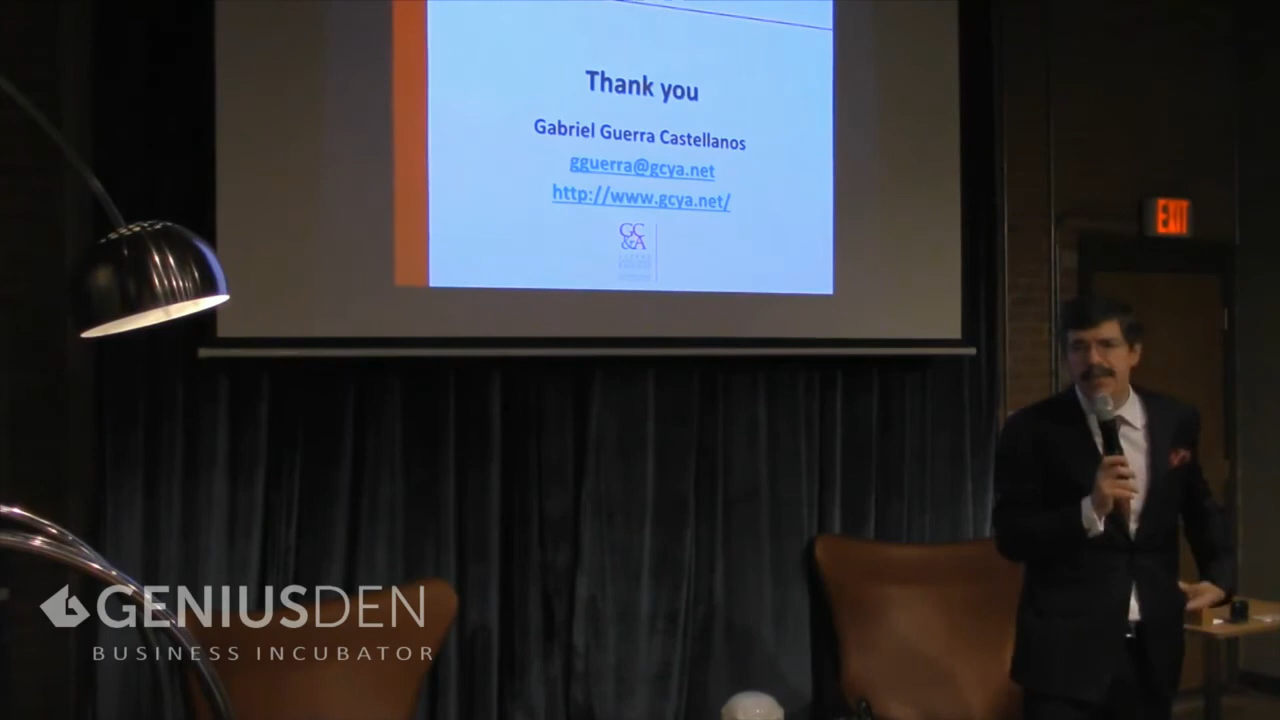 Thank you
Gabriel Guerra Castellanos
gguerra@gcya.net
http://www.gcya.net/
GC
&A
EXIT
GENIUSDEN
BUSINESS INCUBATOR